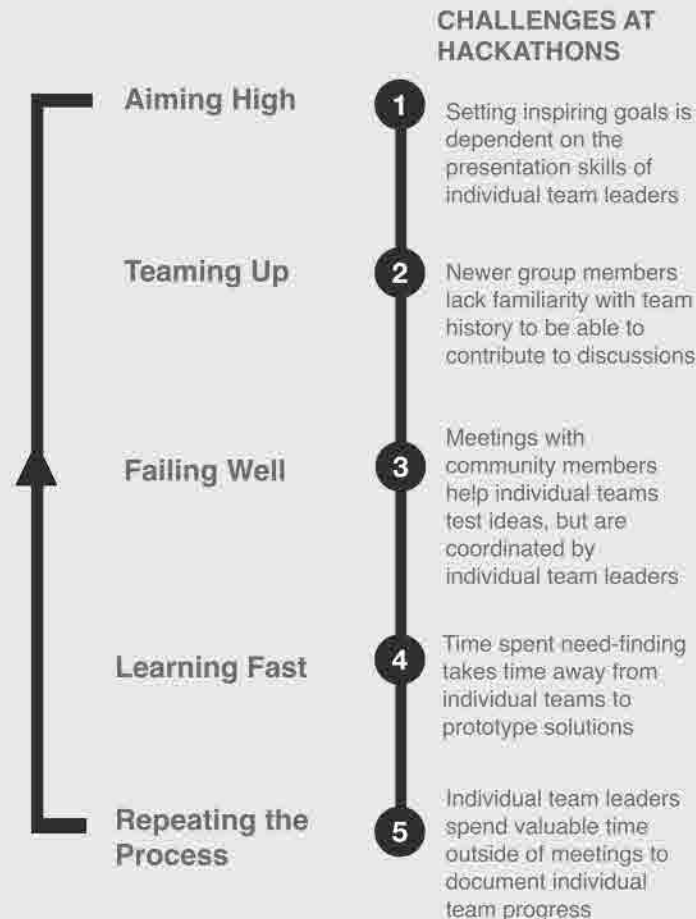 CHALLENGES AT
HACKATHONS
Aiming High
1
Setting inspiring goals is
dependent on the
presentation skills of
individual team leaders
Teaming Up
2
Newer group members
lack familiarity with team
history to be able to
contribute to discussions
Failing Well
3
Meetings with
community members
help individual teams
test ideas, but are
coordinated by
individual team leaders
Learning Fast
4
Time spent need-finding
takes time away from
individual teams to
prototype solutions
Repeating the
Process
5
Individual team leaders
spend valuable time
outside of meetings to
document individual
team progress